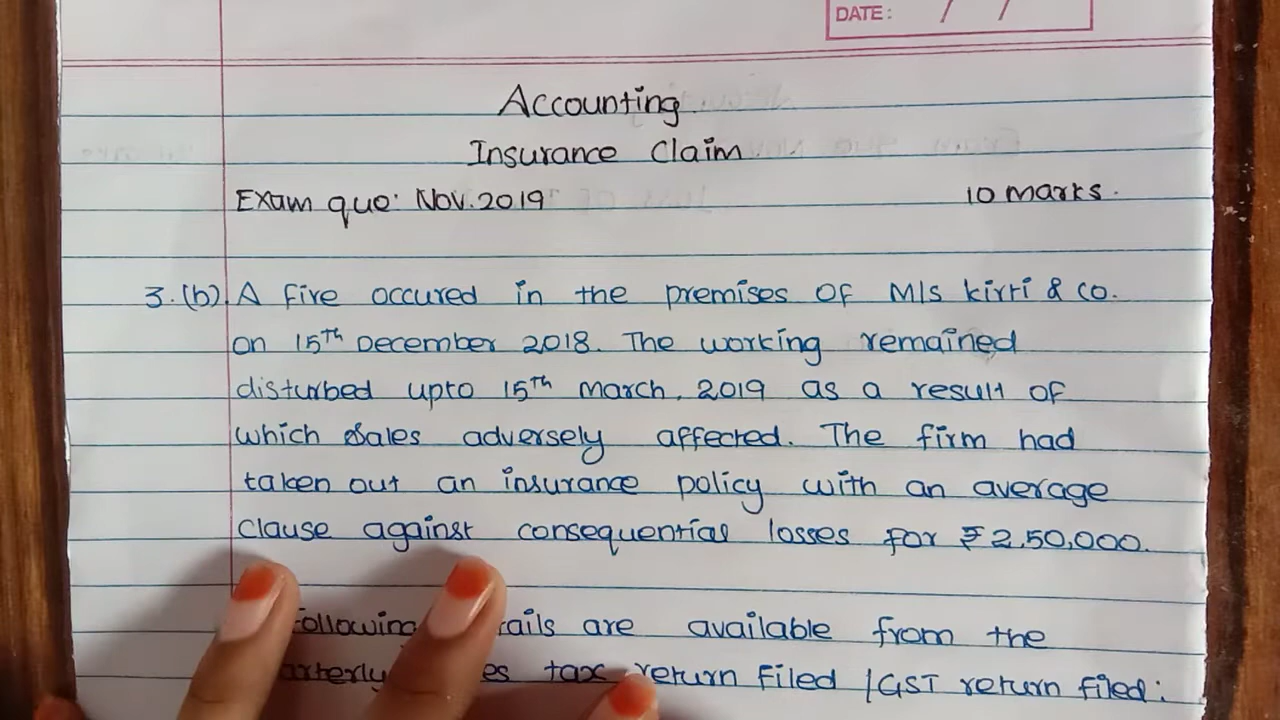 DATE: / /
Accounting
Insurance Claim
Exam que: Nov.2019 10 marks.
3.(b) A fire occured in the premises of M/s kirti & co.
on 15th December 2018. The working remained
disturbed upto 15th march, 2019 as a result of
which sales adversely affected. The firm had
taken out an insurance policy with an average
clause against consequential losses for ₹2,50,000.
Following are available from the
tax return filed /GST return filed: